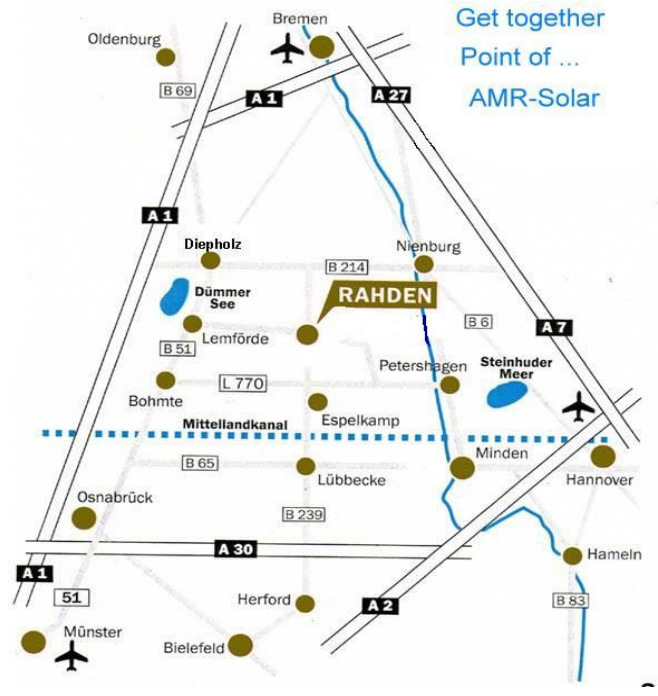 Bremen
Get together
Oldenburg
Point of ...
B 69
A 1
A 27
AMR-Solar
A 1
Diepholz
Nienburg
B 214
Dümmer
See
RAHDEN
B 6
A 7
Lemförde
B 51
Petershagen
Steinhuder
Meer
L 770
Bohmte
Espelkamp
Mittellandkanal
Minden
B 65
Lübbecke
Hannover
Osnabrück
B 239
A 30
Hameln
A 1
51
Herford
A 2
B 83
Münster
Bielefeld